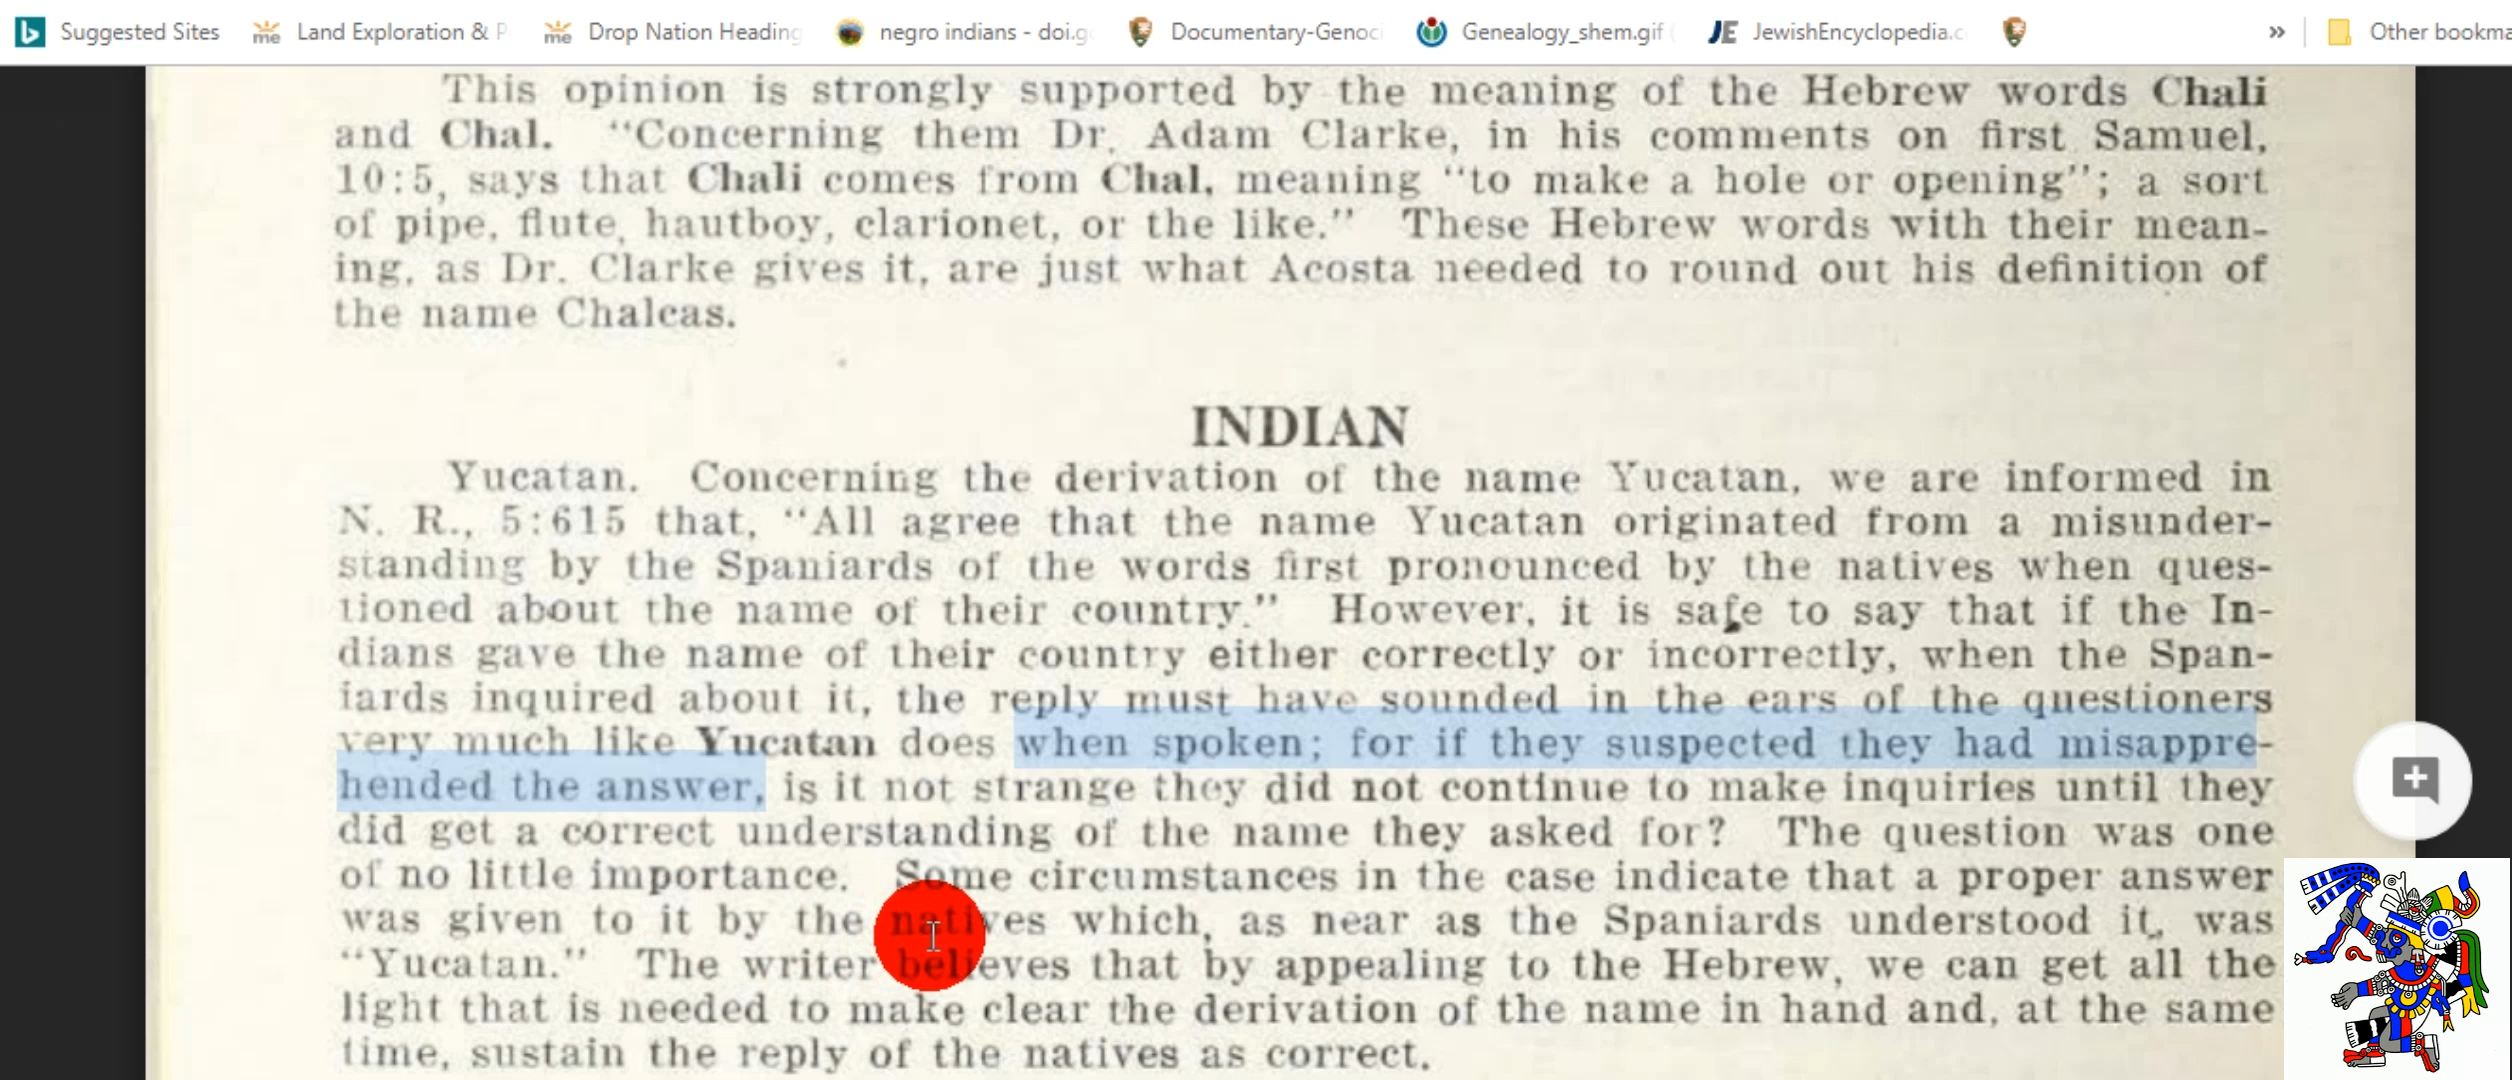 Suggested Sites
Land Exploration & P
Drop Nation Heading
negro indians - doi.g
Documentary-Genoc
Genealogy_shem.gif (
JewishEncyclopedia.c
»
Other bookma
This opinion is strongly supported by the meaning of the Hebrew words Chali
and Chal. “Concerning them Dr. Adam Clarke, in his comments on first Samuel,
10:5, says that Chali comes from Chal, meaning “to make a hole or opening”; a sort
of pipe, flute, hautboy, clarionet, or the like.” These Hebrew words with their mean-
ing, as Dr. Clarke gives it, are just what Acosta needed to round out his definition of
the name Chalcas.
INDIAN
Yucatan. Concerning the derivation of the name Yucatan, we are informed in
N. R., 5:615 that, “All agree that the name Yucatan originated from a misunder-
standing by the Spaniards of the words first pronounced by the natives when ques-
tioned about the name of their country.” However, it is safe to say that if the In-
dians gave the name of their country either correctly or incorrectly, when the Span-
iards inquired about it, the reply must have sounded in the ears of the questioners
very much like Yucatan does when spoken; for if they suspected they had misappre-
hended the answer, is it not strange they did not continue to make inquiries until they
did get a correct understanding of the name they asked for? The question was one
of no little importance. Some circumstances in the case indicate that a proper answer
was given to it by the natives which, as near as the Spaniards understood it, was
“Yucatan.” The writer believes that by appealing to the Hebrew, we can get all the
light that is needed to make clear the derivation of the name in hand and, at the same
time, sustain the reply of the natives as correct.